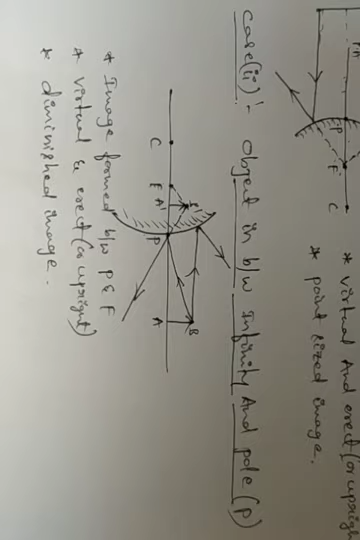 * virtual And erect (or upright
* point sized image.
P
F
C
Case(ii) :- Object in b/w Infinity And pole (P)
C
F
A'
P
A
B
* Image formed b/w P & F
* virtual & erect (or upright)
* diminished image.